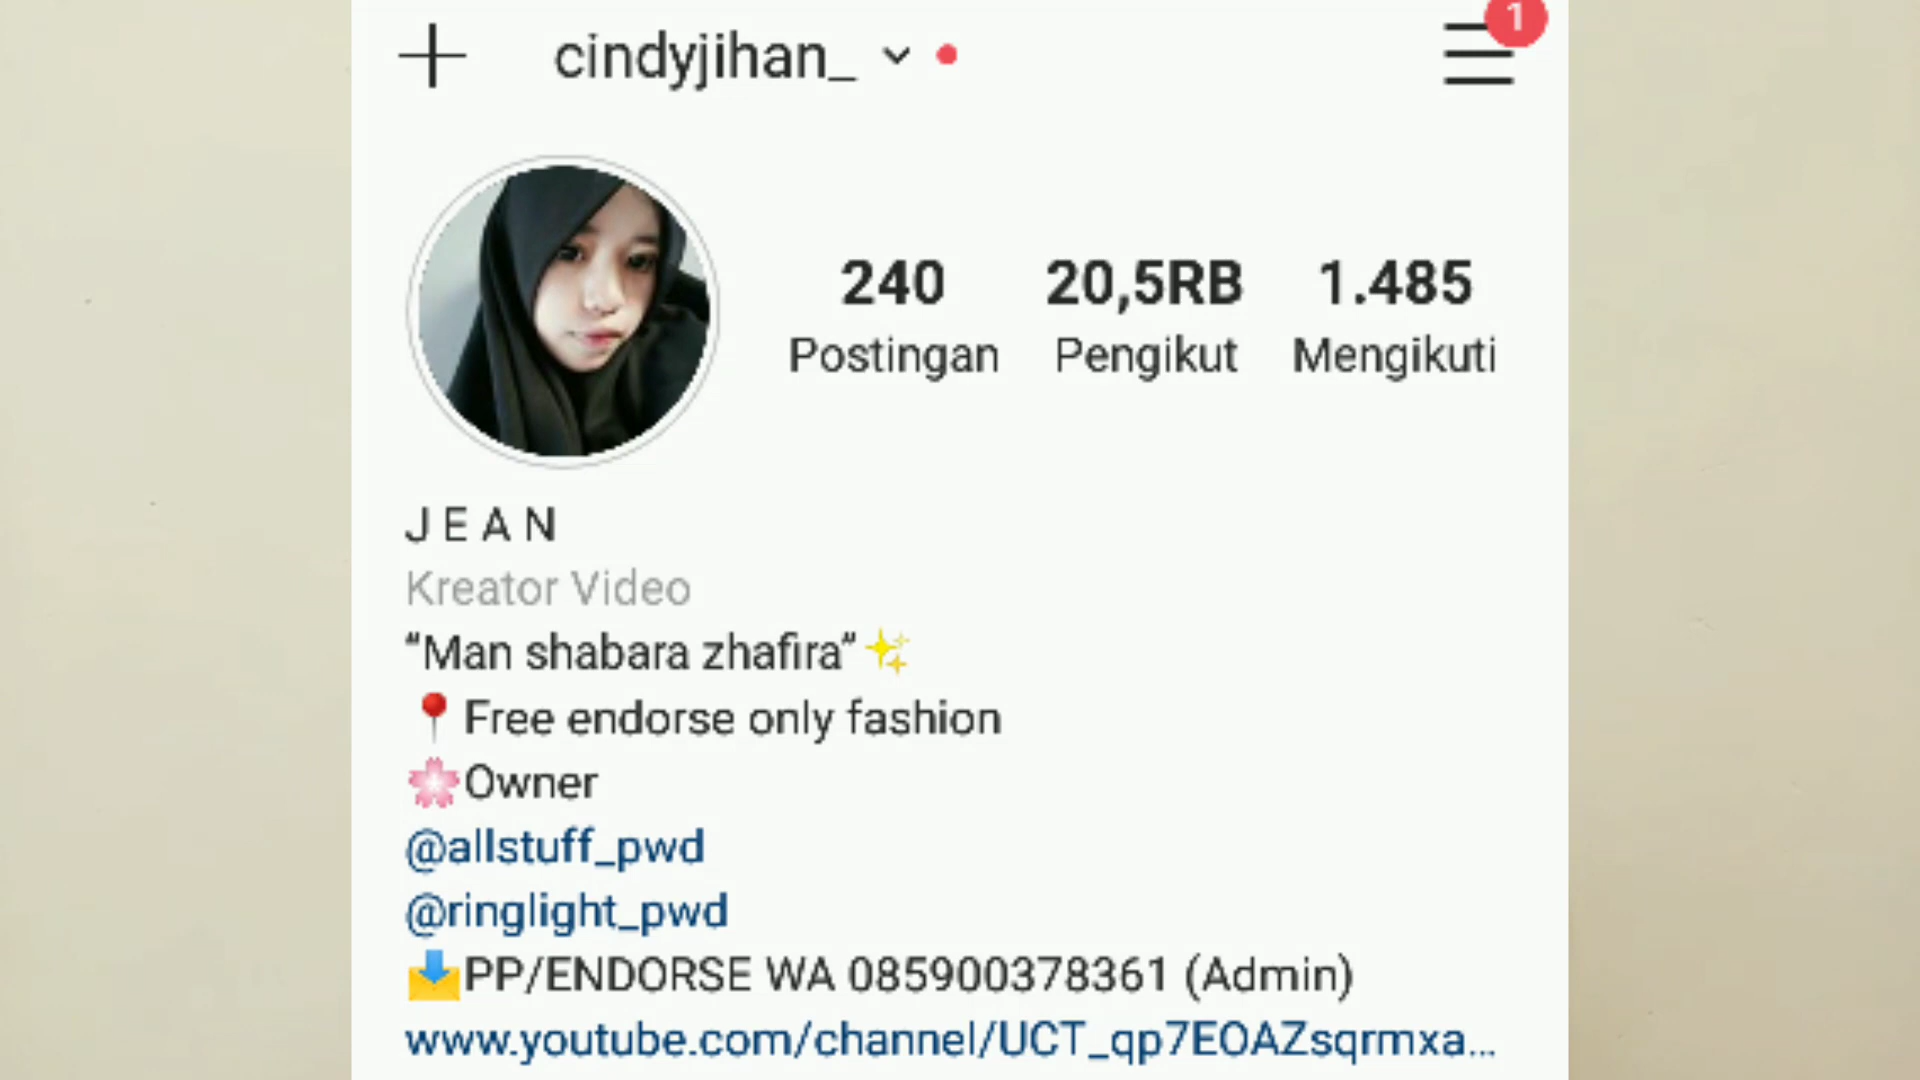 cindyjihan_
1
240 20,5RB 1.485
Postingan Pengikut Mengikuti
J E A N
Kreator Video
“Man shabara zhafira”✨
📍Free endorse only fashion
🌸Owner
@allstuff_pwd
@ringlight_pwd
📩PP/ENDORSE WA 085900378361 (Admin)
www.youtube.com/channel/UCT_qp7EOAZsqrmxa...